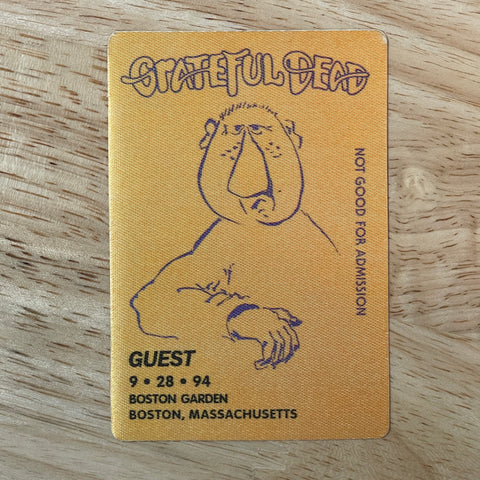 GRATEFUL DEAD
NOT GOOD FOR ADMISSION
GUEST
9 • 28 • 94
BOSTON GARDEN
BOSTON, MASSACHUSETTS